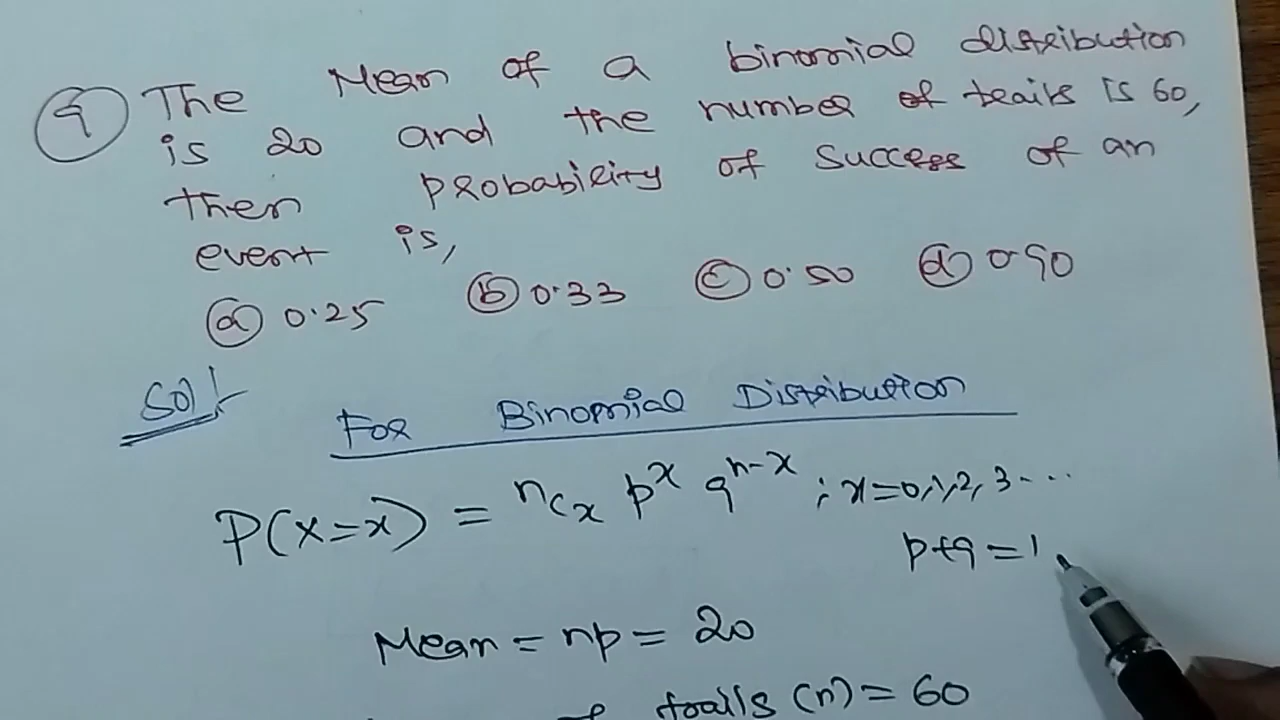 9 The Mean of a binomial distribution
is 20 and the number of trails is 60,
then probability of success of an
event is,
(a) 0.25 (b) 0.33 (c) 0.50 (d) 0.90
Sol:-
For Binomial Distribution
P(X=x) = nCx p^x q^n-x ; x=0,1,2,3....
p+q=1
Mean = np = 20
of trails (n) = 60